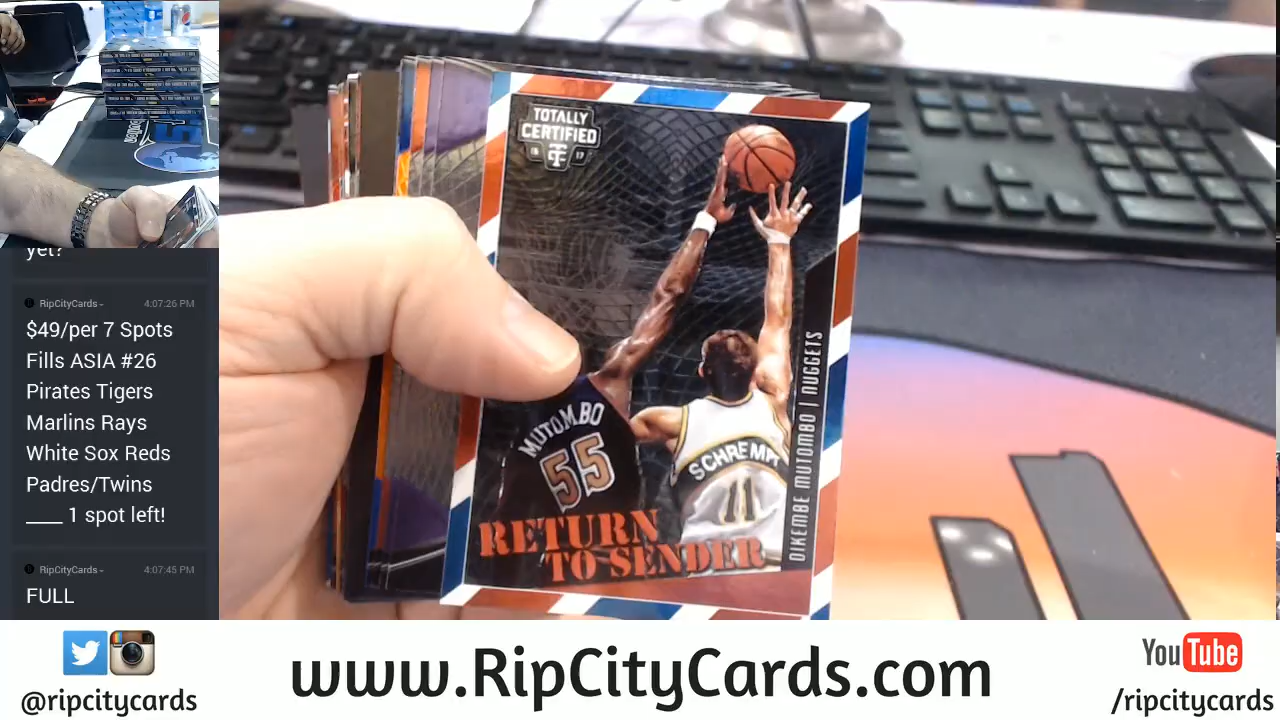 yet?
RipCityCards
4:07:26 PM
$49/per 7 Spots
Fills ASIA #26
Pirates Tigers
Marlins Rays
White Sox Reds
Padres/Twins
____ 1 spot left!
RipCityCards
4:07:45 PM
FULL
TOTALLY
CERTIFIED
16 17
MUTOMBO
55
SCHREMPF
11
RETURN
TO SENDER
DIKEMBE MUTOMBO | NUGGETS
@ripcitycards
www.RipCityCards.com
YouTube
/ripcitycards